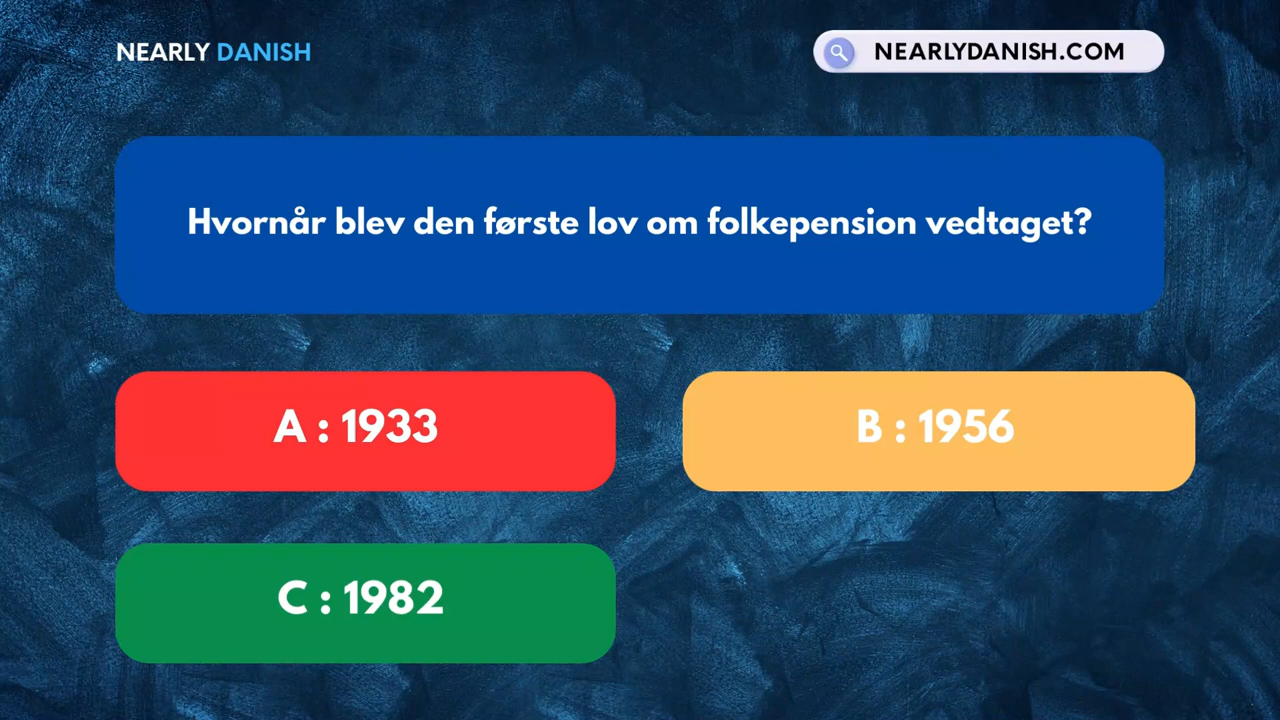 NEARLY DANISH
NEARLYDANISH.COM
Hvornår blev den første lov om folkepension vedtaget?
A : 1933
B : 1956
C : 1982